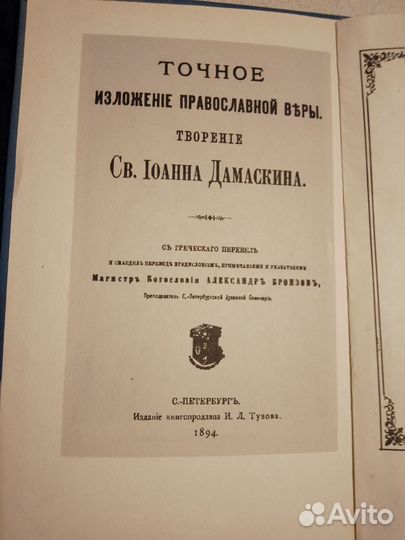 ТОЧНОЕ
ИЗЛОЖЕНІЕ ПРАВОСЛАВНОЙ ВѢРЫ.
ТВОРЕНІЕ
Св. Іоанна Дамаскина.
СЪ ГРЕЧЕСКАГО ПЕРЕВЕЛЪ
И СНАБДИЛЪ ПЕРЕВОДЪ ПРЕДИСЛОВІЕМЪ, ПРИМѢЧАНІЯМИ И УКАЗАТЕЛЯМИ
Магистръ Богословія АЛЕКСАНДРЪ БРОНЗОВЪ,
Преподаватель С.-Петербургской Духовной Семинаріи.
С.-ПЕТЕРБУРГЪ.
Изданіе книгопродавца И. Л. Тузова.
1894.
Avito